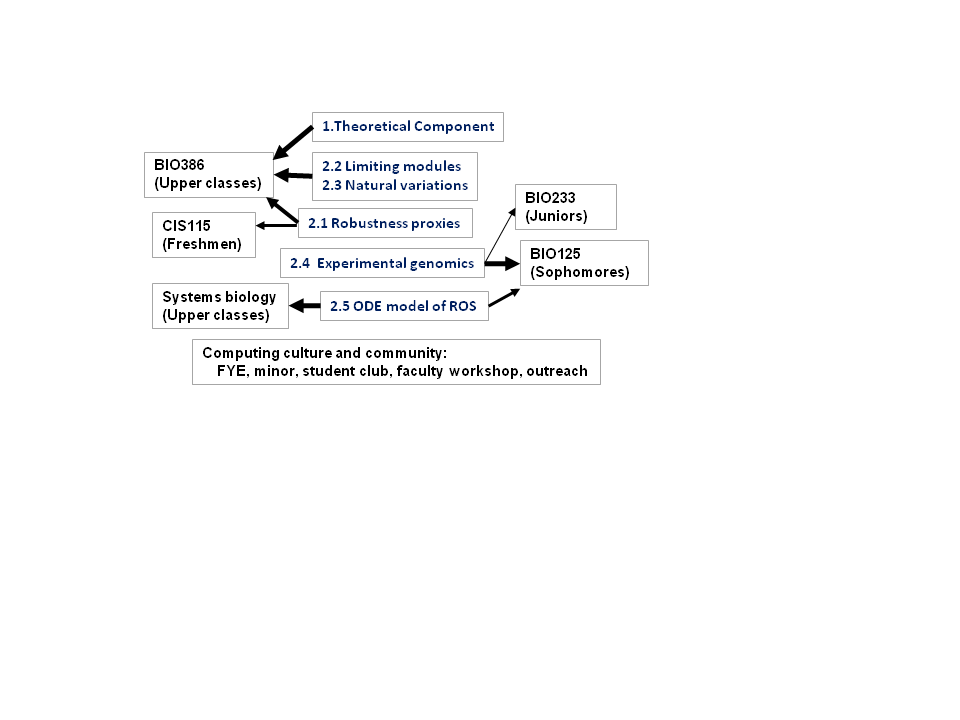 1.Theoretical Component
BIO386
(Upper classes)
2.2 Limiting modules
2.3 Natural variations
BIO233
(Juniors)
CIS115
(Freshmen)
2.1 Robustness proxies
2.4  Experimental genomics
BIO125
(Sophomores)
Systems biology
(Upper classes)
2.5 ODE model of ROS
Computing culture and community:
FYE, minor, student club, faculty workshop, outreach